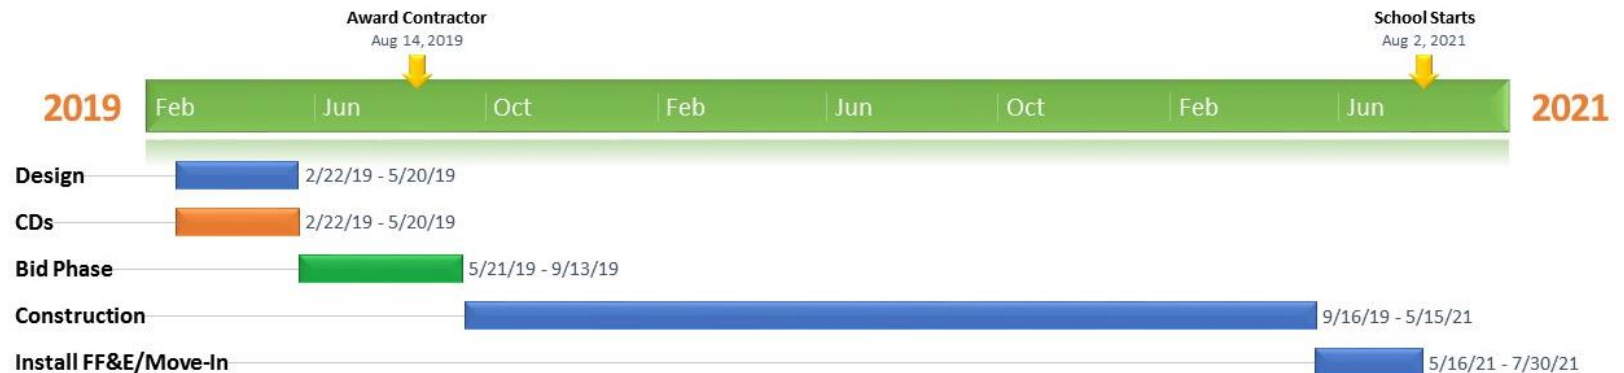 Award Contractor
Aug 14, 2019
School Starts
Aug 2, 2021
2019 Feb Jun Oct Feb Jun Oct Feb Jun 2021
Design 2/22/19 - 5/20/19
CDs 2/22/19 - 5/20/19
Bid Phase 5/21/19 - 9/13/19
Construction 9/16/19 - 5/15/21
Install FF&E/Move-In 5/16/21 - 7/30/21